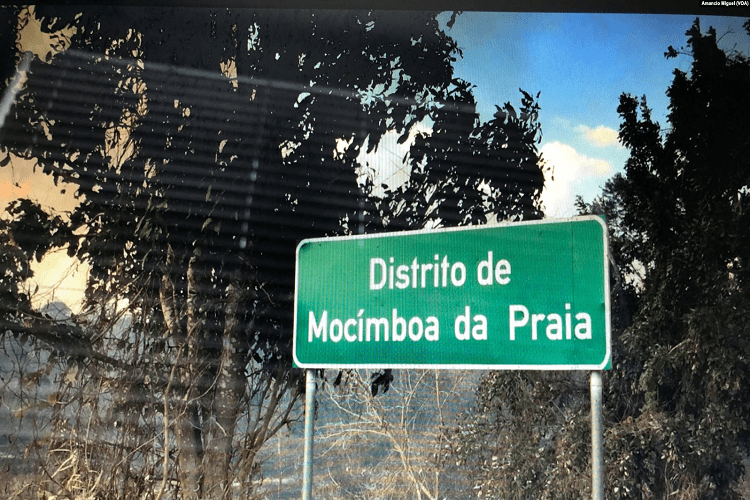 Amancio Miguel (VOA)
Distrito de
Mocímboa da Praia